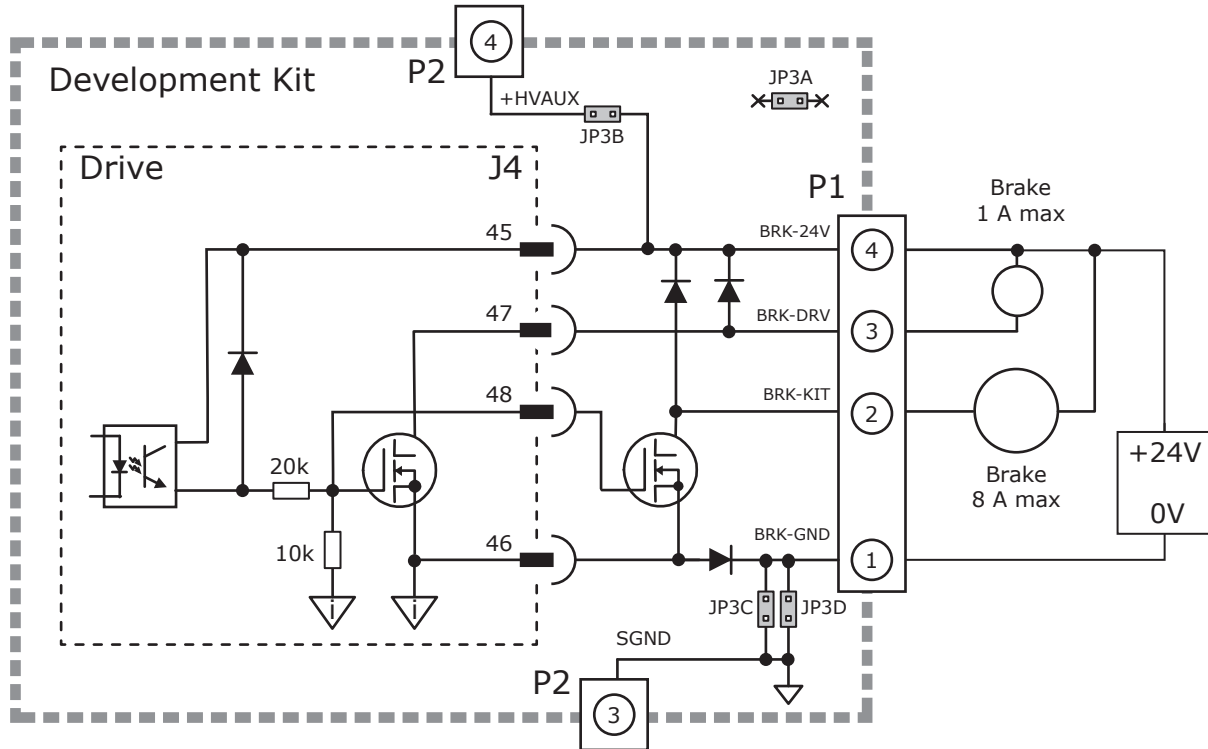 4
P2
Development Kit
JP3A
+HVAUX
JP3B
Drive
J4
P1
Brake
1 A max
45
BRK-24V
4
47
BRK-DRV
3
48
BRK-KIT
2
+24V
20k
Brake
8 A max
0V
10k
46
BRK-GND
1
JP3C
JP3D
SGND
P2
3